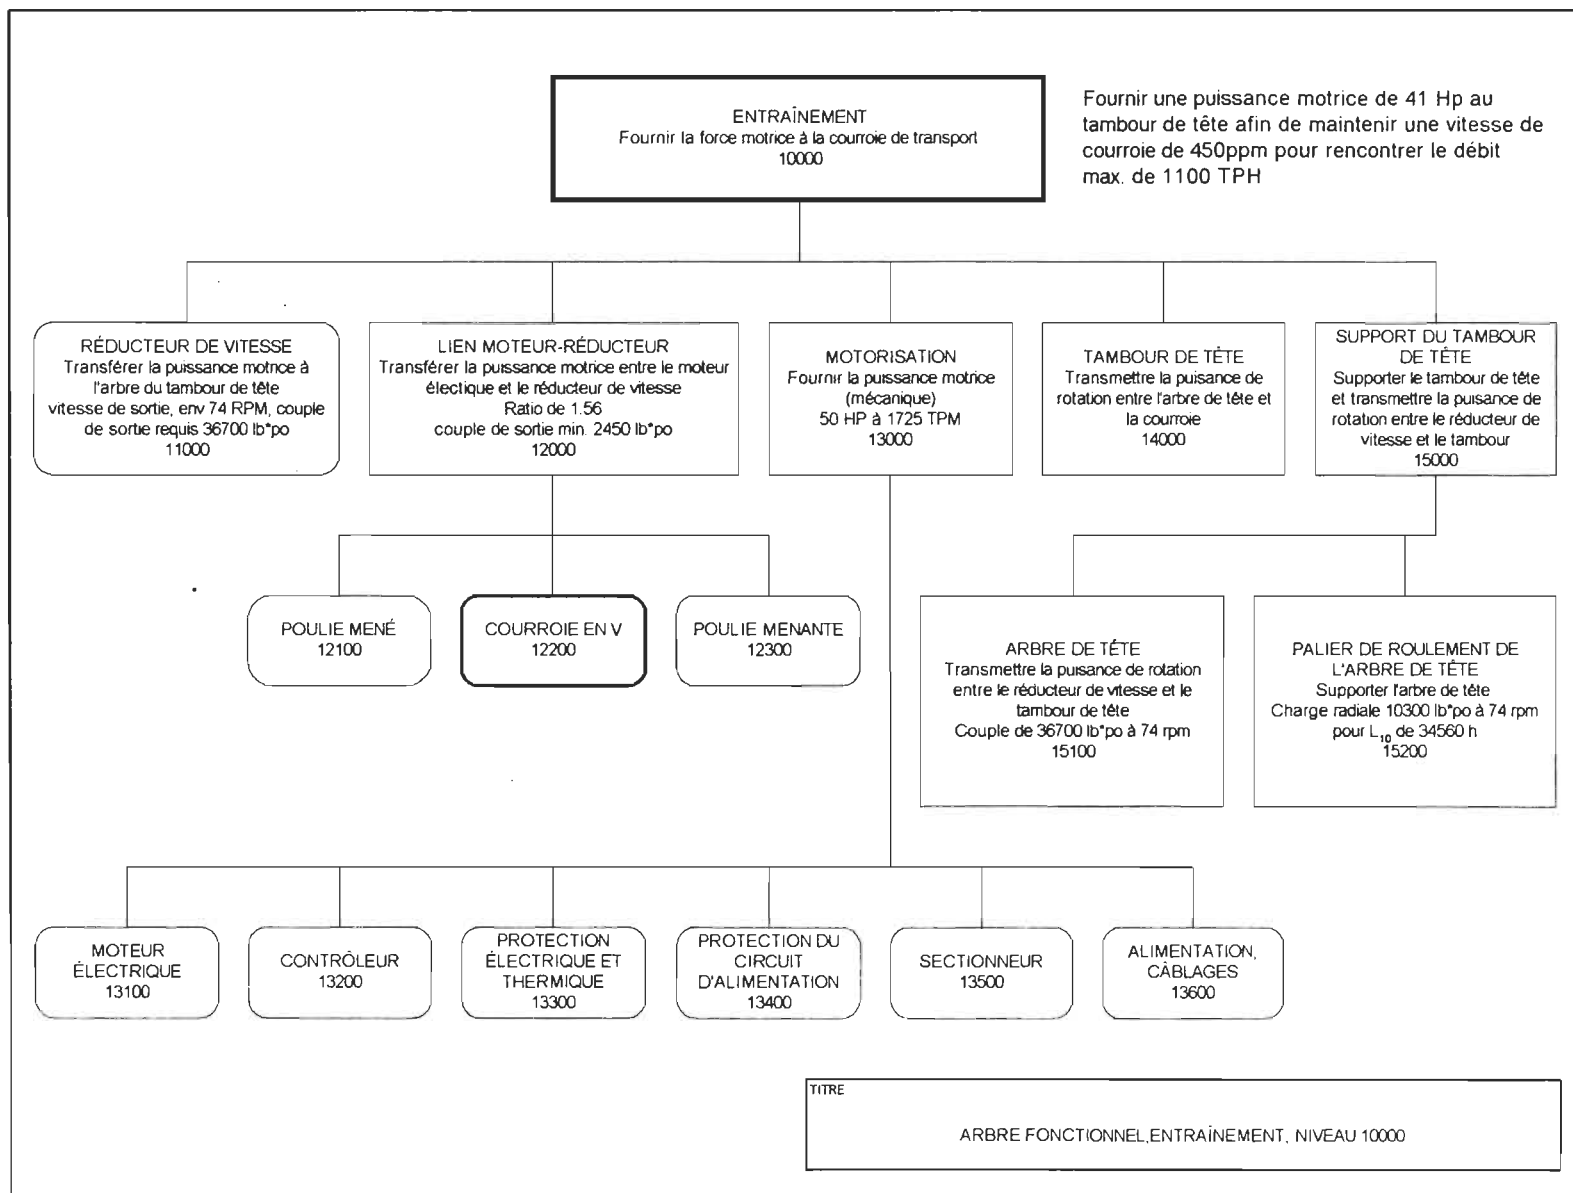 ENTRAÎNEMENT
Fournir la force motrice à la courroie de transport
10000
Fournir une puissance motrice de 41 Hp au
tambour de tête afin de maintenir une vitesse de
courroie de 450ppm pour rencontrer le débit
max. de 1100 TPH
RÉDUCTEUR DE VITESSE
Transférer la puissance motrice à
l'arbre du tambour de tête
vitesse de sortie, env 74 RPM, couple
de sortie requis 36700 lb*po
11000
LIEN MOTEUR-RÉDUCTEUR
Transférer la puissance motrice entre le moteur
électique et le réducteur de vitesse
Ratio de 1.56
couple de sortie min. 2450 lb*po
12000
MOTORISATION
Fournir la puissance motrice
(mécanique)
50 HP à 1725 TPM
13000
TAMBOUR DE TÊTE
Transmettre la puisance de
rotation entre l'arbre de tête et
la courroie
14000
SUPPORT DU TAMBOUR
DE TÊTE
Supporter le tambour de tête
et transmettre la puisance de
rotation entre le réducteur de
vitesse et le tambour
15000
POULIE MENÉ
12100
COURROIE EN V
12200
POULIE MENANTE
12300
ARBRE DE TÊTE
Transmettre la puisance de rotation
entre le réducteur de vitesse et le
tambour de tête
Couple de 36700 lb*po à 74 rpm
15100
PALIER DE ROULEMENT DE
L'ARBRE DE TÊTE
Supporter l'arbre de tête
Charge radiale 10300 lb*po à 74 rpm
pour L10 de 34560 h
15200
MOTEUR
ÉLECTRIQUE
13100
CONTRÔLEUR
13200
PROTECTION
ÉLECTRIQUE ET
THERMIQUE
13300
PROTECTION DU
CIRCUIT
D'ALIMENTATION
13400
SECTIONNEUR
13500
ALIMENTATION,
CÂBLAGES
13600
TITRE
ARBRE FONCTIONNEL,ENTRAÎNEMENT, NIVEAU 10000